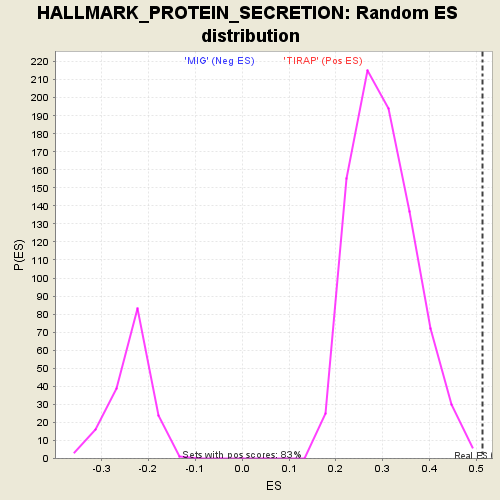 HALLMARK_PROTEIN_SECRETION: Random ES
distribution
'MIG' (Neg ES) 'TIRAP' (Pos ES)
P(ES)
220
210
200
190
180
170
160
150
140
130
120
110
100
90
80
70
60
50
40
30
20
10
0
Sets with pos scores: 83%
Real ES
-0.3 -0.2 -0.1 0.0 0.1 0.2 0.3 0.4 0.5
ES